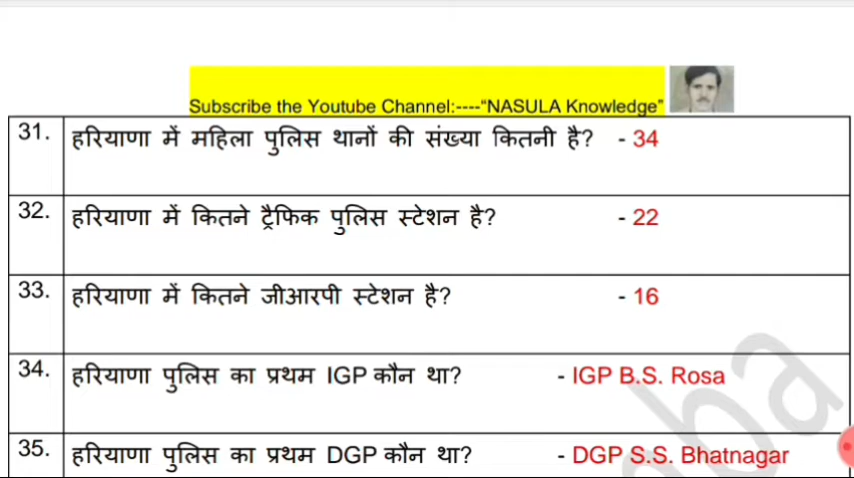 Subscribe the Youtube Channel:----“NASULA Knowledge”
31. हरियाणा में महिला पुलिस थानों की संख्या कितनी है? - 34
32. हरियाणा में कितने ट्रैफिक पुलिस स्टेशन है? - 22
33. हरियाणा में कितने जीआरपी स्टेशन है? - 16
34. हरियाणा पुलिस का प्रथम IGP कौन था? - IGP B.S. Rosa
35. हरियाणा पुलिस का प्रथम DGP कौन था? - DGP S.S. Bhatnagar